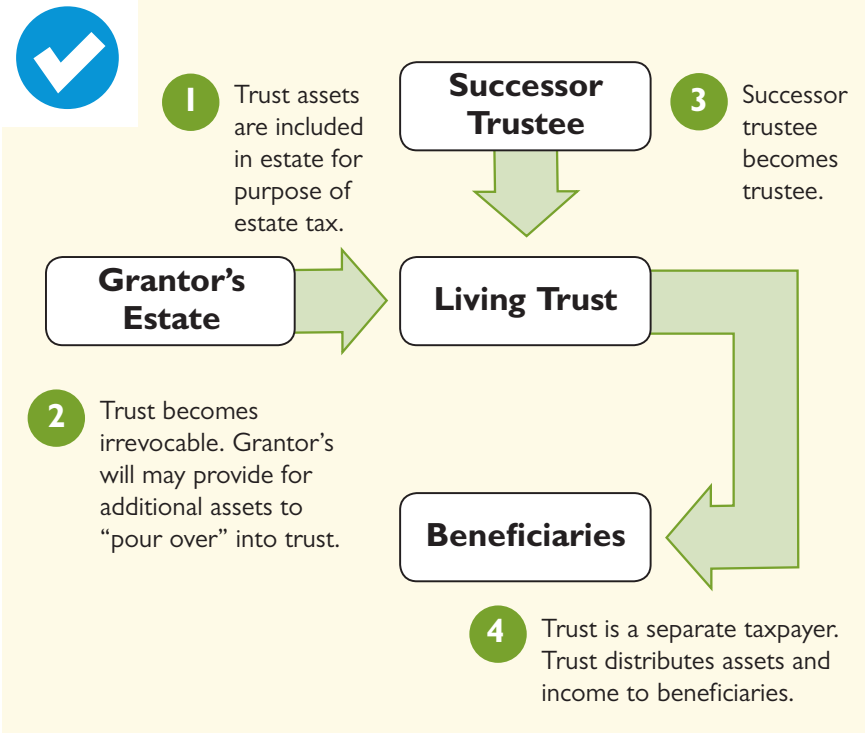 1
Trust assets
are included
in estate for
purpose of
estate tax.
Successor
Trustee
3
Successor
trustee
becomes
trustee.
Grantor’s
Estate
Living Trust
2
Trust becomes
irrevocable. Grantor’s
will may provide for
additional assets to
“pour over” into trust.
Beneficiaries
4
Trust is a separate taxpayer.
Trust distributes assets and
income to beneficiaries.